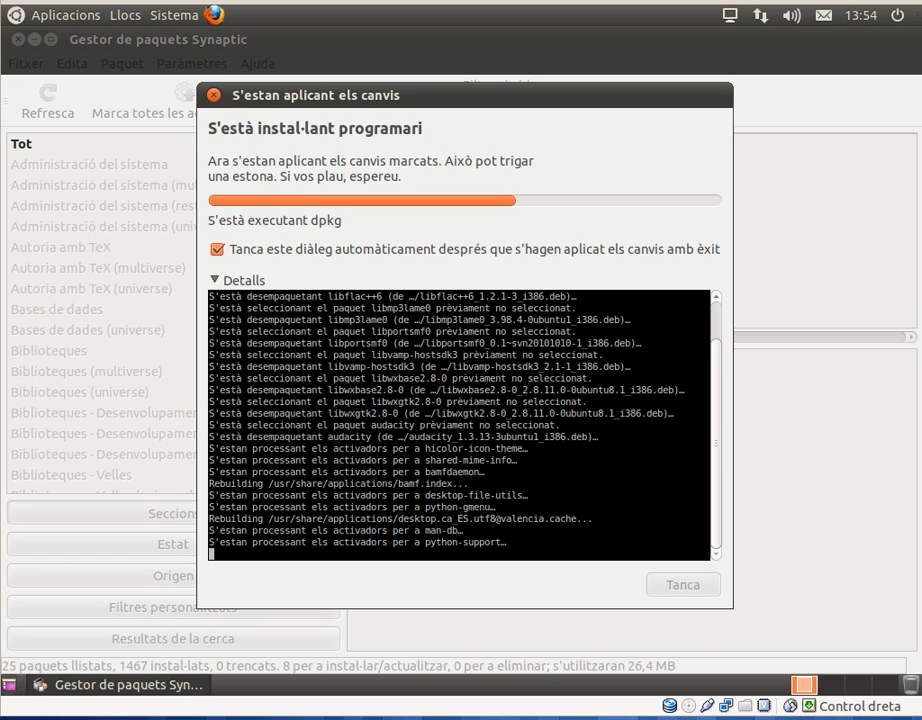 Aplicacions Llocs Sistema 13:54
Gestor de paquets Synaptic
Fitxer Edita Paquet Paràmetres Ajuda
Refresca Marca totes les ac
Tot
Administració del sistema
Administració del sistema (mu
Administració del sistema (res
Administració del sistema (univ
Autoria amb TeX
Autoria amb TeX (multiverse)
Autoria amb TeX (universe)
Bases de dades
Bases de dades (universe)
Biblioteques
Biblioteques (multiverse)
Biblioteques (universe)
Biblioteques - Desenvolupamen
Biblioteques - Desenvolupamen
Biblioteques - Desenvolupamen
Biblioteques - Velles
Seccions
Estat
Origen
Filtres personalitzats
Resultats de la cerca
S'estan aplicant els canvis
S'està instal·lant programari
Ara s'estan aplicant els canvis marcats. Això pot trigar
una estona. Si vos plau, espereu.
S'està executant dpkg
Tanca este diàleg automàticament després que s'hagen aplicat els canvis amb èxit
Detalls
S'està desempaquetant libflac++6 (de …/libflac++6_1.2.1-3_i386.deb)…
S'està seleccionant el paquet libmp3lame0 prèviament no seleccionat.
S'està desempaquetant libmp3lame0 (de …/libmp3lame0_3.98.4-0ubuntu1_i386.deb)…
S'està seleccionant el paquet libportsmf0 prèviament no seleccionat.
S'està desempaquetant libportsmf0 (de …/libportsmf0_0.1~svn20101010-1_i386.deb)…
S'està seleccionant el paquet libvamp-hostsdk3 prèviament no seleccionat.
S'està desempaquetant libvamp-hostsdk3 (de …/libvamp-hostsdk3_2.1-1_i386.deb)…
S'està seleccionant el paquet libwxbase2.8-0 prèviament no seleccionat.
S'està desempaquetant libwxbase2.8-0 (de …/libwxbase2.8-0_2.8.11.0-0ubuntu8.1_i386.deb)…
S'està seleccionant el paquet libwxgtk2.8-0 prèviament no seleccionat.
S'està desempaquetant libwxgtk2.8-0 (de …/libwxgtk2.8-0_2.8.11.0-0ubuntu8.1_i386.deb)…
S'està seleccionant el paquet audacity prèviament no seleccionat.
S'està desempaquetant audacity (de …/audacity_1.3.13-3ubuntu1_i386.deb)…
S'estan processant els activadors per a hicolor-icon-theme…
S'estan processant els activadors per a shared-mime-info…
S'estan processant els activadors per a bamfdaemon…
Rebuilding /usr/share/applications/bamf.index...
S'estan processant els activadors per a desktop-file-utils…
S'estan processant els activadors per a python-gmenu…
Rebuilding /usr/share/applications/desktop.ca_ES.utf8@valencia.cache...
S'estan processant els activadors per a man-db…
S'estan processant els activadors per a python-support…
Tanca
25 paquets llistats, 1467 instal·lats, 0 trencats. 8 per a instal·lar/actualitzar, 0 per a eliminar; s'utilitzaran 26,4 MB
Gestor de paquets Syn...
Control dreta